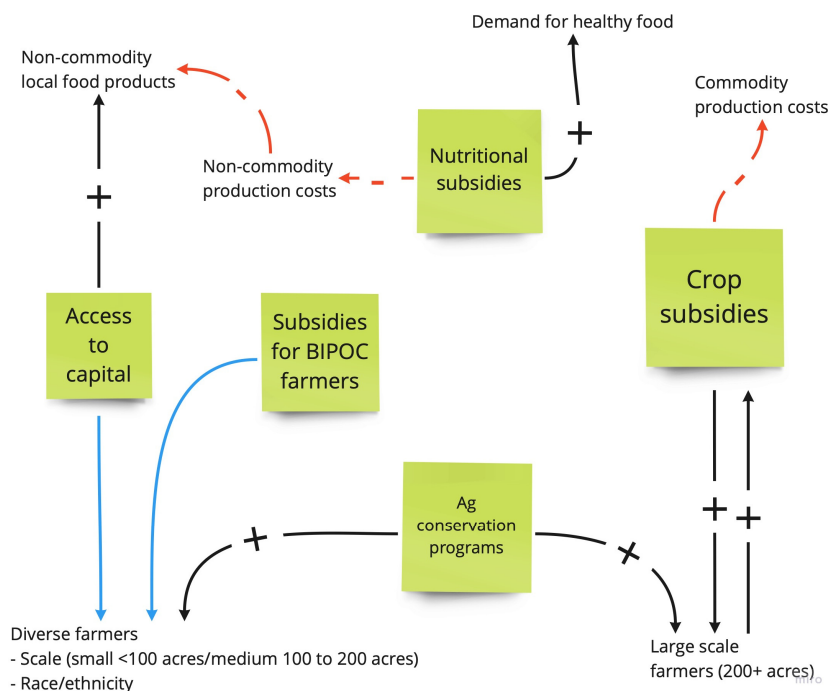 Demand for healthy food
Non-commodity
local food products
Commodity
production costs
Nutritional
subsidies
Non-commodity
production costs
+
+
Crop
subsidies
Access
to
capital
Subsidies
for BIPOC
farmers
Ag
conservation
programs
+
+
+
+
Diverse farmers
- Scale (small <100 acres/medium 100 to 200 acres)
- Race/ethnicity
Large scale
farmers (200+ acres)
miro